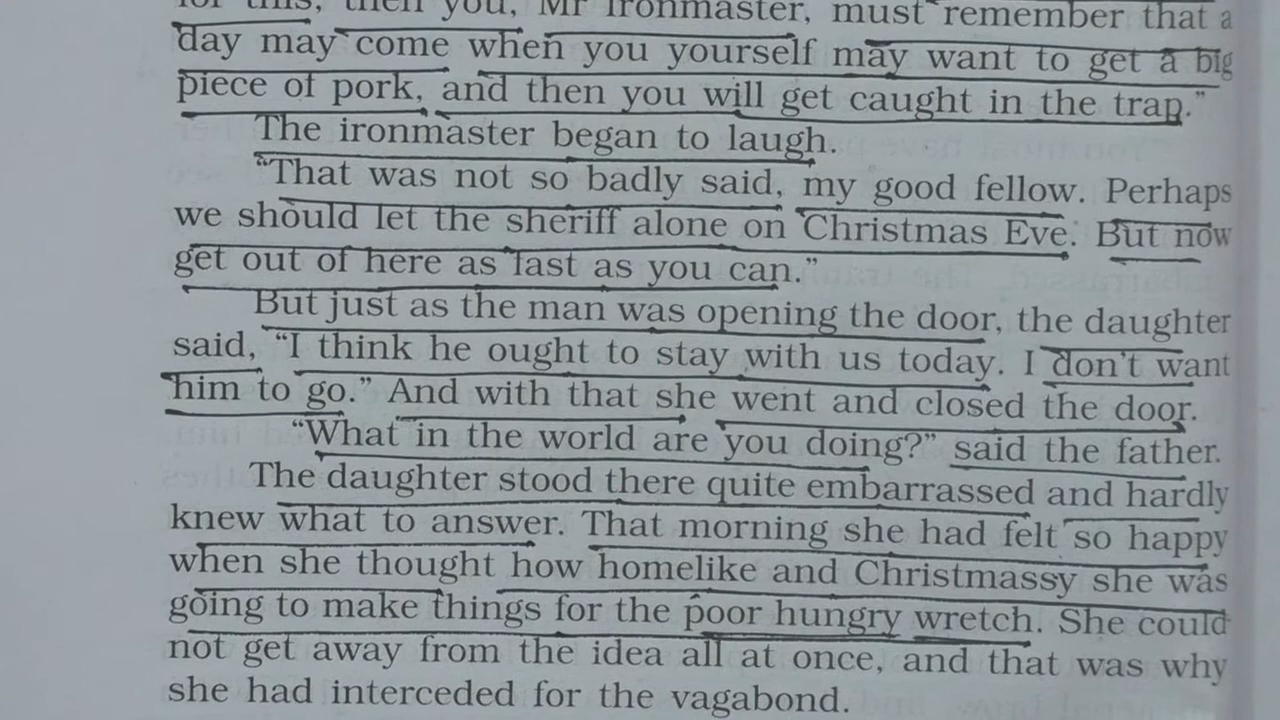 for this, then you, Mr Ironmaster, must remember that a
day may come when you yourself may want to get a big
piece of pork, and then you will get caught in the trap.”
The ironmaster began to laugh.
“That was not so badly said, my good fellow. Perhaps
we should let the sheriff alone on Christmas Eve. But now
get out of here as fast as you can.”
But just as the man was opening the door, the daughter
said, “I think he ought to stay with us today. I don't want
him to go.” And with that she went and closed the door.
“What in the world are you doing?” said the father.
The daughter stood there quite embarrassed and hardly
knew what to answer. That morning she had felt so happy
when she thought how homelike and Christmassy she was
going to make things for the poor hungry wretch. She could
not get away from the idea all at once, and that was why
she had interceded for the vagabond.